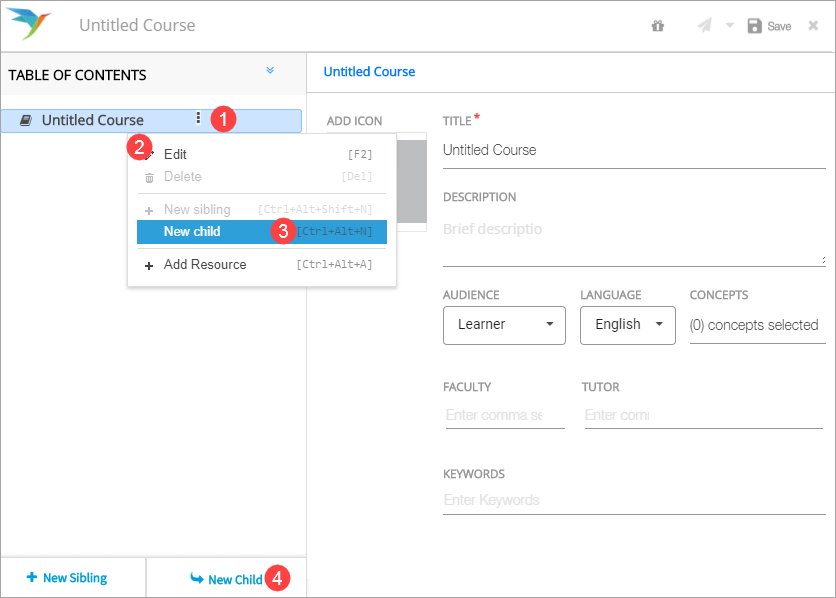 Untitled Course
Save
TABLE OF CONTENTS
Untitled Course
1
2
Edit [F2]
Delete [Del]
New sibling [Ctrl+Alt+Shift+N]
New child 3 [Ctrl+Alt+N]
Add Resource [Ctrl+Alt+A]
New Sibling
New Child 4
Untitled Course
ADD ICON
TITLE*
Untitled Course
DESCRIPTION
Brief descriptio
AUDIENCE LANGUAGE CONCEPTS
Learner English (0) concepts selected
FACULTY TUTOR
Enter comma se Enter com
KEYWORDS
Enter Keywords